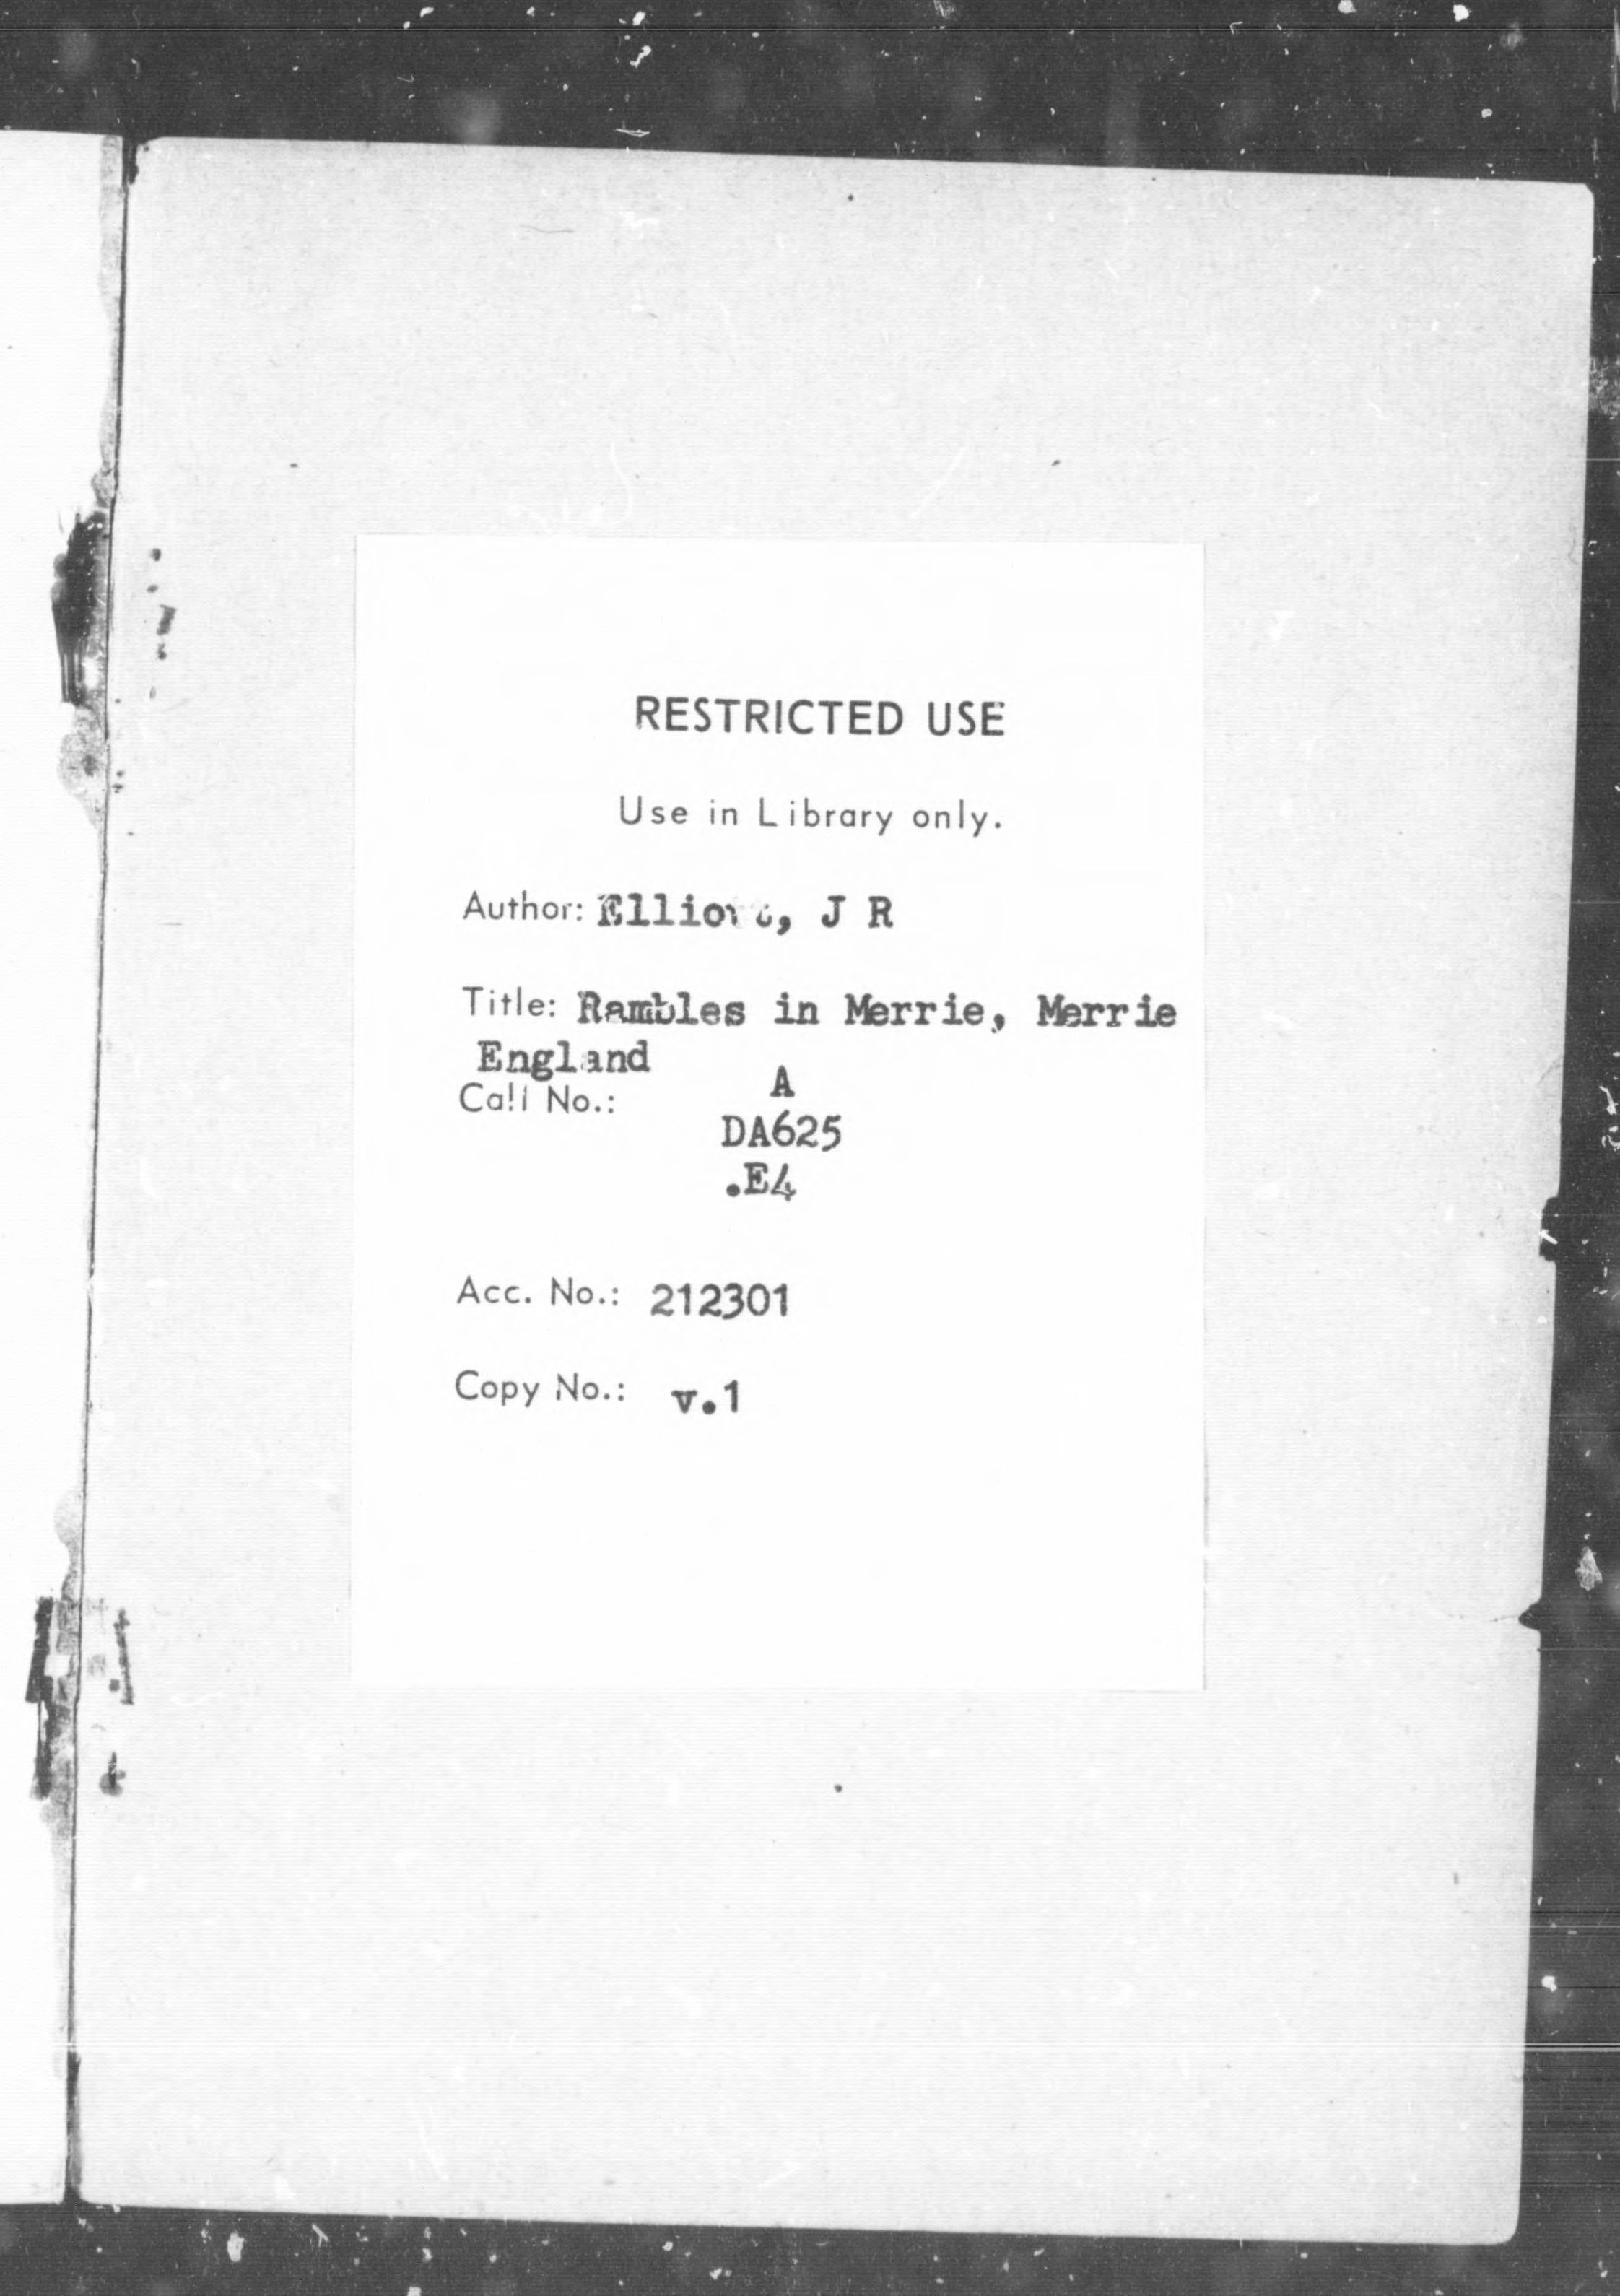 RESTRICTED USE
Use in Library only.
Author: Elliott, J R
Title: Rambles in Merrie, Merrie
England
Call No.:
A
DA625
.E4
Acc. No.: 212301
Copy No.: v.1